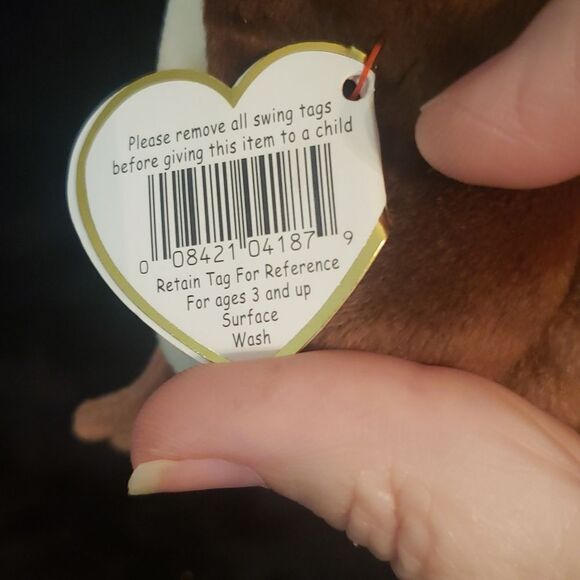 Please remove all swing tags
before giving this item to a child
0 08421 04187 9
Retain Tag For Reference
For ages 3 and up
Surface
Wash